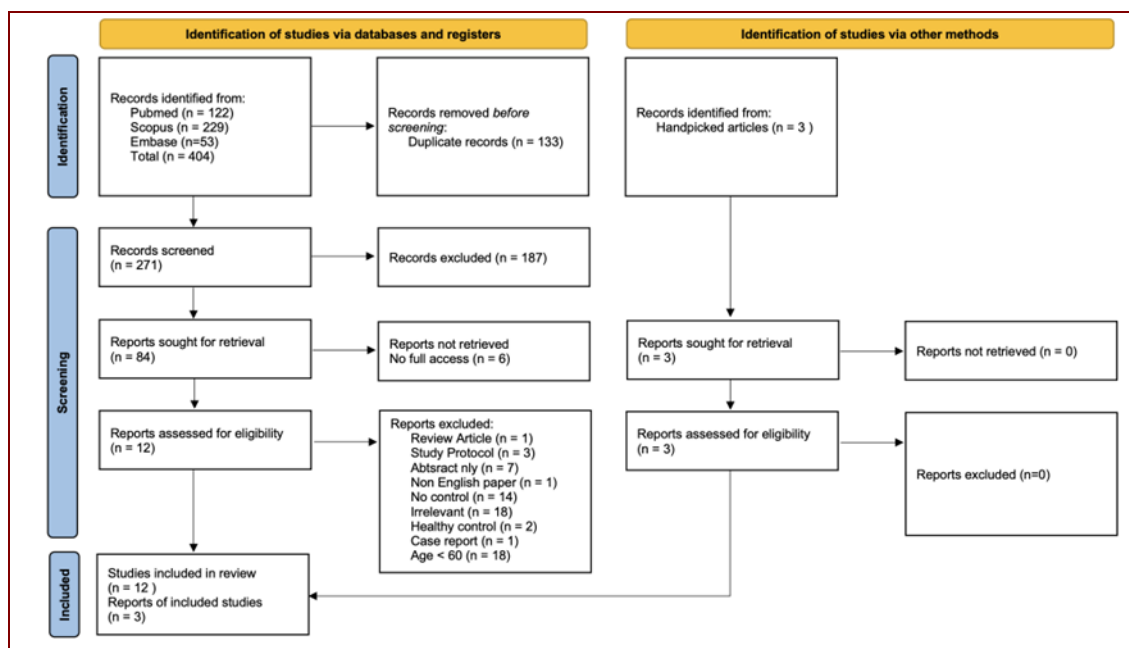 Identification of studies via databases and registers
Identification of studies via other methods
Identification
Records identified from:
Pubmed (n = 122)
Scopus (n = 229)
Embase (n=53)
Total (n = 404)
Records removed before
screening:
Duplicate records (n = 133)
Records identified from:
Handpicked articles (n = 3 )
Screening
Records screened
(n = 271)
Records excluded (n = 187)
Reports sought for retrieval
(n = 84)
Reports not retrieved
No full access (n = 6)
Reports sought for retrieval
(n = 3)
Reports not retrieved (n = 0)
Reports assessed for eligibility
(n = 12)
Reports excluded:
Review Article (n = 1)
Study Protocol (n = 3)
Abtsract nly (n = 7)
Non English paper (n = 1)
No control (n = 14)
Irrelevant (n = 18)
Healthy control (n = 2)
Case report (n = 1)
Age < 60 (n = 18)
Reports assessed for eligibility
(n = 3)
Reports excluded (n=0)
Included
Studies included in review
(n = 12 )
Reports of included studies
(n = 3)